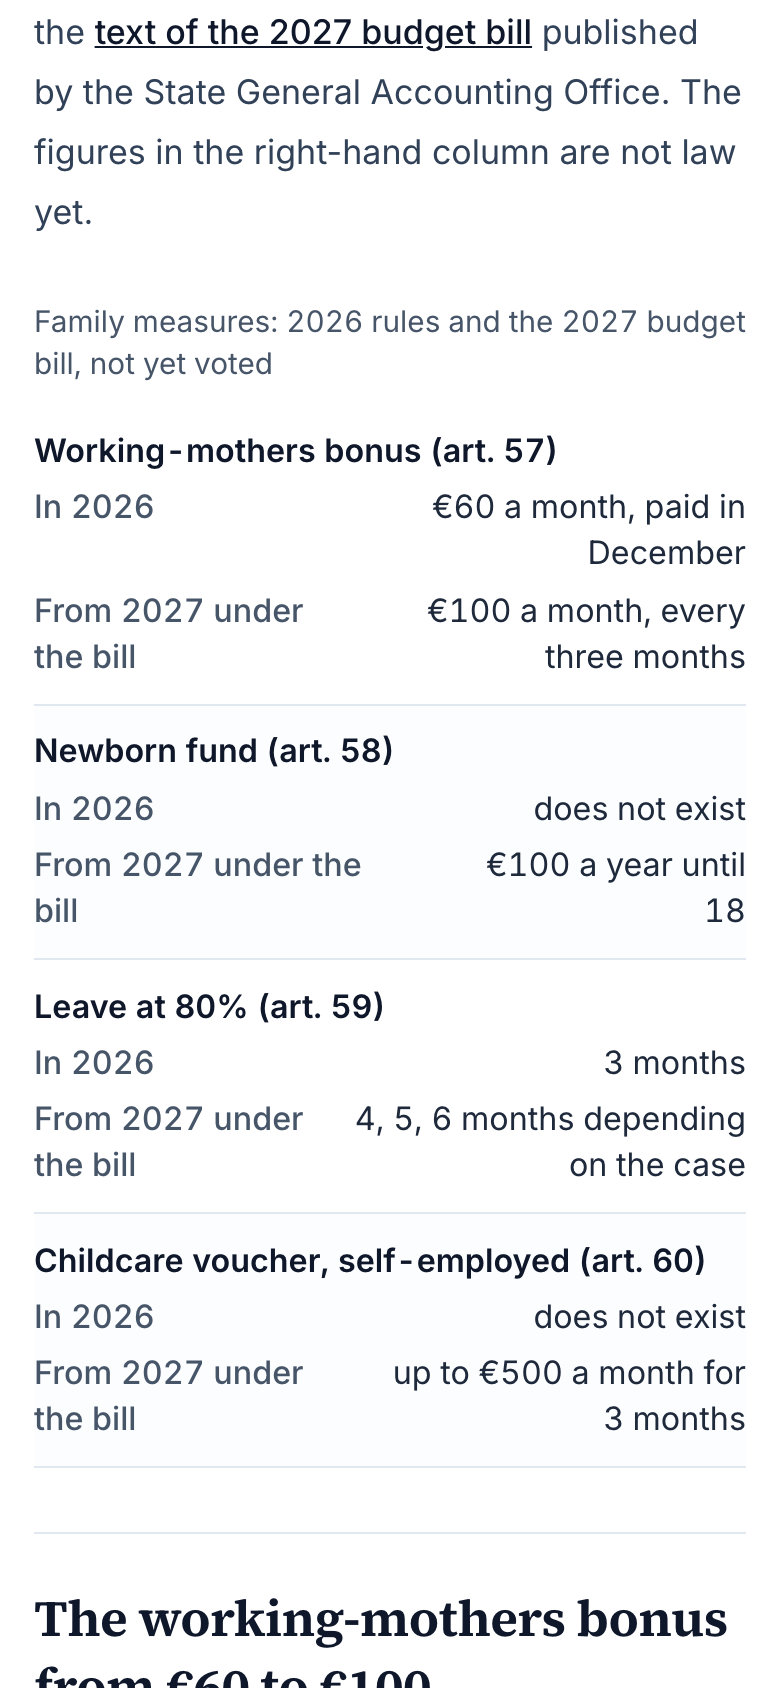 the text of the 2027 budget bill published
by the State General Accounting Office. The
figures in the right-hand column are not law
yet.
Family measures: 2026 rules and the 2027 budget
bill, not yet voted
Working-mothers bonus (art. 57)
In 2026 €60 a month, paid in
December
From 2027 under €100 a month, every
the bill three months
Newborn fund (art. 58)
In 2026 does not exist
From 2027 under the €100 a year until
bill 18
Leave at 80% (art. 59)
In 2026 3 months
From 2027 under 4, 5, 6 months depending
the bill on the case
Childcare voucher, self-employed (art. 60)
In 2026 does not exist
From 2027 under up to €500 a month for
the bill 3 months
The working-mothers bonus
from €60 to €100